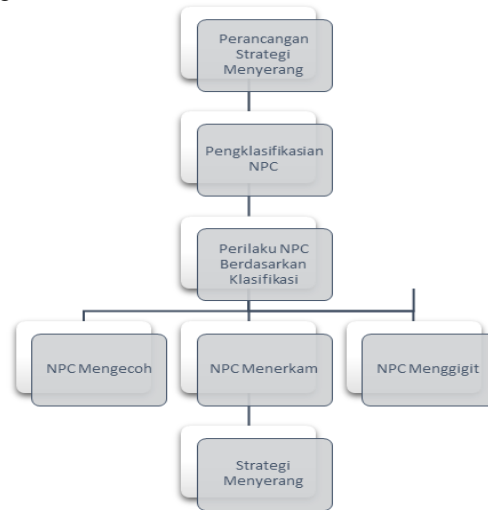 Perancangan
Strategi
Menyerang
Pengklasifikasian
NPC
Perilaku NPC
Berdasarkan
Klasifikasi
NPC Mengecoh
NPC Menerkam
NPC Menggigit
Strategi
Menyerang